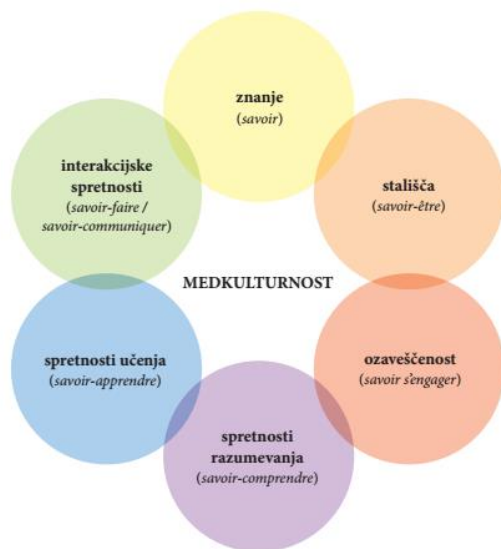 znanje
(savoir)
interakcijske
spretnosti
(savoir-faire /
savoir-communiquer)
stališča
(savoir-être)
MEDKULTURNOST
spretnosti učenja
(savoir-apprendre)
ozaveščenost
(savoir s'engager)
spretnosti
razumevanja
(savoir-comprendre)